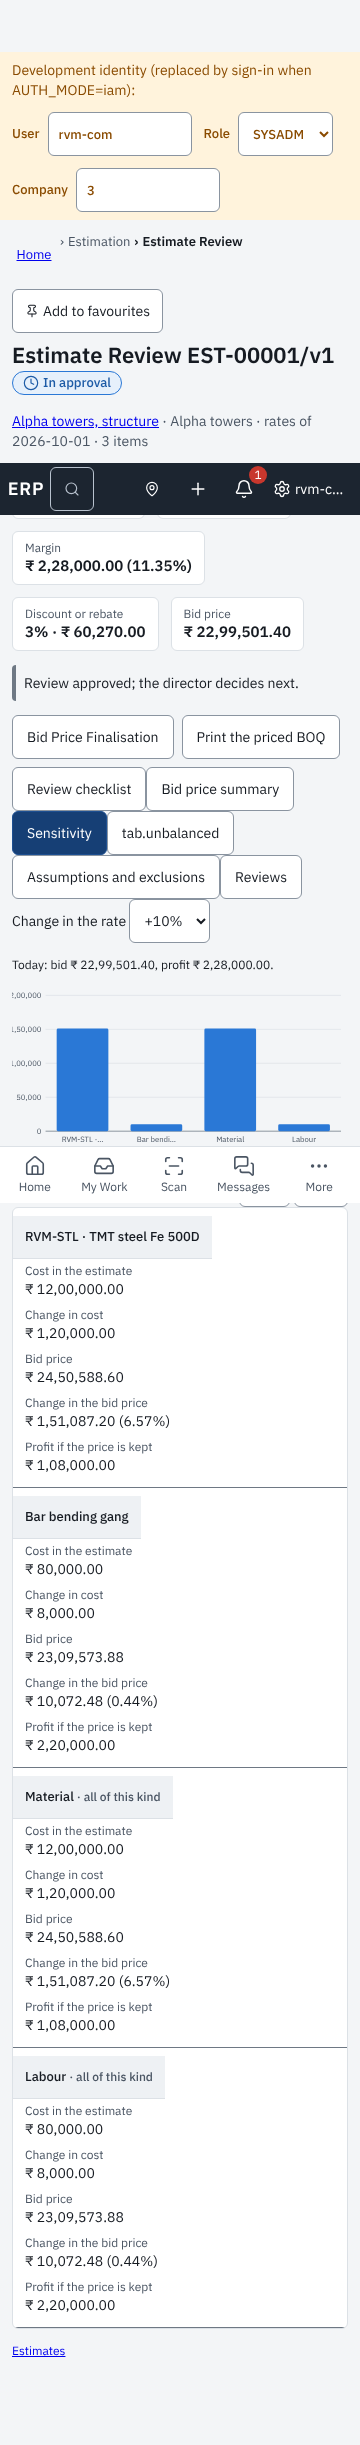 Development identity (replaced by sign-in when
AUTH_MODE=iam):
User rvm-com Role SYSADM
Company 3
Home › Estimation › Estimate Review
Add to favourites
Estimate Review EST-00001/v1
In approval
Alpha towers, structure · Alpha towers · rates of
2026-10-01 · 3 items
ERP 1 rvm-c...
Margin
₹ 2,28,000.00 (11.35%)
Discount or rebate
3% · ₹ 60,270.00
Bid price
₹ 22,99,501.40
Review approved; the director decides next.
Bid Price Finalisation Print the priced BOQ
Review checklist Bid price summary
Sensitivity tab.unbalanced
Assumptions and exclusions Reviews
Change in the rate +10%
Today: bid ₹ 22,99,501.40, profit ₹ 2,28,000.00.
2,00,000
1,50,000
1,00,000
50,000
0
RVM-STL -... Bar bendi... Material Labour
Home My Work Scan Messages More
RVM-STL · TMT steel Fe 500D
Cost in the estimate
₹ 12,00,000.00
Change in cost
₹ 1,20,000.00
Bid price
₹ 24,50,588.60
Change in the bid price
₹ 1,51,087.20 (6.57%)
Profit if the price is kept
₹ 1,08,000.00
Bar bending gang
Cost in the estimate
₹ 80,000.00
Change in cost
₹ 8,000.00
Bid price
₹ 23,09,573.88
Change in the bid price
₹ 10,072.48 (0.44%)
Profit if the price is kept
₹ 2,20,000.00
Material · all of this kind
Cost in the estimate
₹ 12,00,000.00
Change in cost
₹ 1,20,000.00
Bid price
₹ 24,50,588.60
Change in the bid price
₹ 1,51,087.20 (6.57%)
Profit if the price is kept
₹ 1,08,000.00
Labour · all of this kind
Cost in the estimate
₹ 80,000.00
Change in cost
₹ 8,000.00
Bid price
₹ 23,09,573.88
Change in the bid price
₹ 10,072.48 (0.44%)
Profit if the price is kept
₹ 2,20,000.00
Estimates